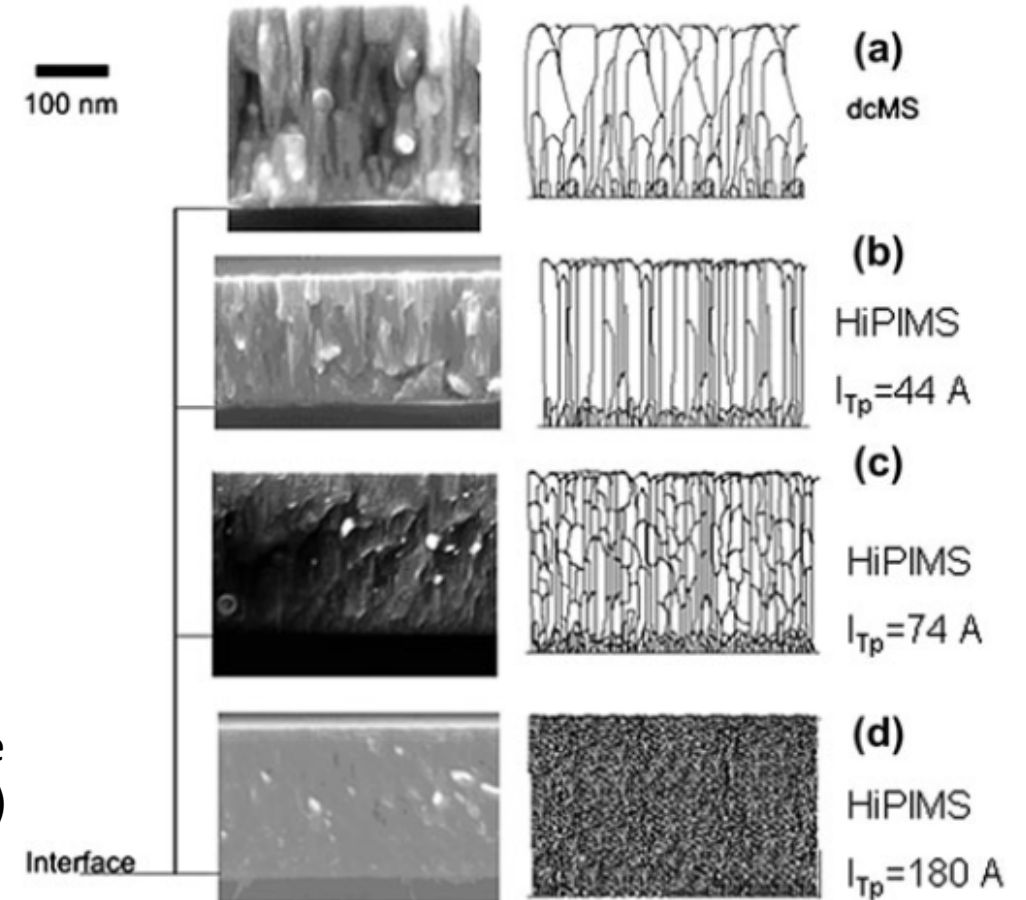 100 nm
(a)
dcMS
(b)
HiPIMS
I_Tp=44 A
(c)
HiPIMS
I_Tp=74 A
e
)
(d)
HiPIMS
I_Tp=180 A
Interface